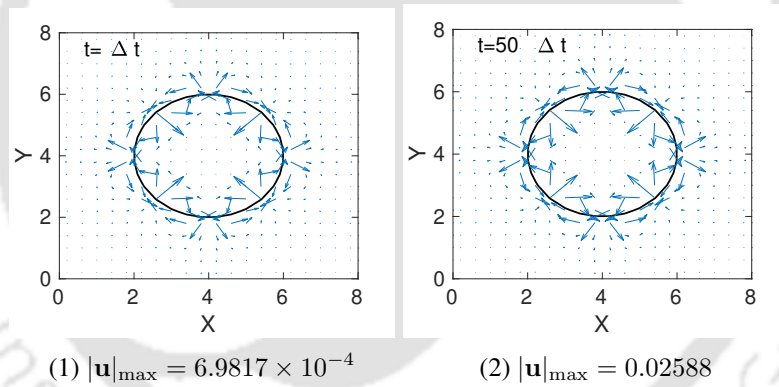 t= Δ t
8
6
4
2
0
Y
0 2 4 6 8
X
(1) |u|max = 6.9817 × 10⁻⁴
t=50 Δ t
8
6
4
2
0
Y
0 2 4 6 8
X
(2) |u|max = 0.02588